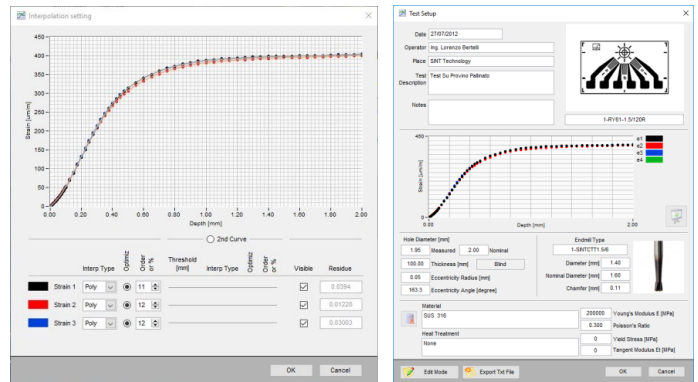 Interpolation setting
450
400
350
300
250
200
150
100
50
0
Strain [µm/m]
0.00 0.20 0.40 0.60 0.80 1.00 1.20 1.40 1.60 1.80 2.00
Depth [mm]
2nd Curve
Interp Type Optimiz Order or % Threshold [mm] Interp Type Optimiz Order or % Visible Residue
Strain 1 Poly 11 0.0394
Strain 2 Poly 12 0.01226
Strain 3 Poly 12 0.03003
OK Cancel
Test Setup
Date 27/07/2012
Operator Ing. Lorenzo Bertelli
Place SINT Technology
Test Description Test Su Provino Pallinato
Notes
1-RY61-1.5/120R
450
0
Strain [µm/m]
0.00 2.00
Depth [mm]
e1
e2
e3
e4
Hole Diameter [mm]
1.95 Measured 2.00 Nominal
100.00 Thickness [mm] Blind
0.05 Eccentricity Radius [mm]
163.3 Eccentricity Angle [degree]
Endmill Type
1-SINTCTT1.5/6
Diameter [mm] 1.40
Nominal Diameter [mm] 1.60
Chamfer [mm] 0.11
Material
SUS 316
Heat Treatment
None
200000 Young's Modulus E [MPa]
0.300 Poisson's Ratio
0 Yield Stress [MPa]
0 Tangent Modulus Et [MPa]
Edit Mode Export Txt File OK Cancel